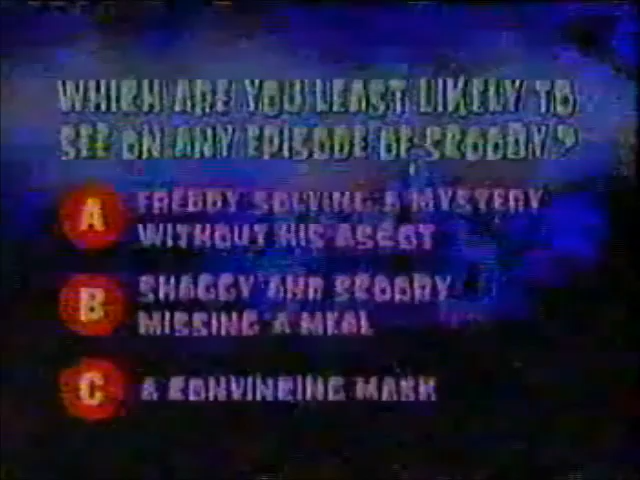 WHICH ARE YOU LEAST LIKELY TO
SEE ON ANY EPISODE OF SCOOBY?
A FREDDY SOLVING A MYSTERY
WITHOUT HIS ASCOT
B SHAGGY AND SCOOBY
MISSING A MEAL
C A CONVINCING MASK